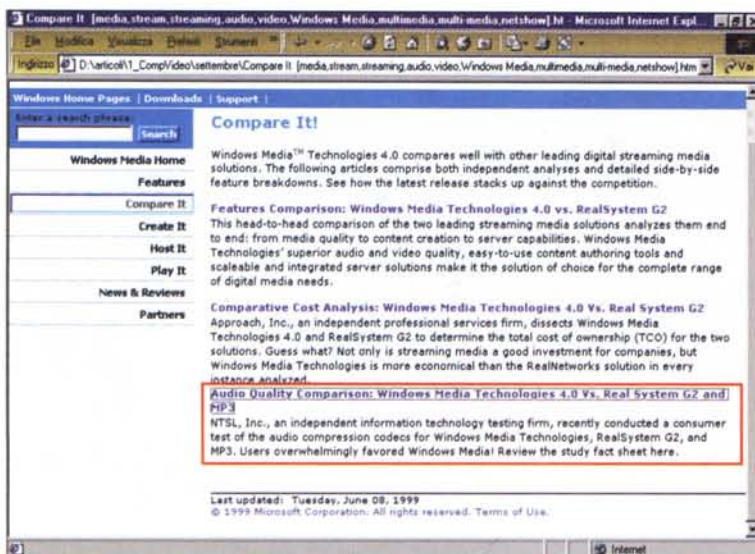 Compare It [media,stream,streaming,audio,video,Windows Media,multimedia,multi-media,netshow].ht - Microsoft Internet Expl...
File Modifica Visualizza Preferiti Strumenti
Indirizzo D:\articoli\1_CompVideo\settembre\Compare It [media,stream,streaming,audio,video,Windows Media,multimedia,multi-media,netshow].htm Vai
Windows Home Pages | Downloads | Support |
Enter a search phrase:
Search
Windows Media Home
Features
Compare It
Create It
Host It
Play It
News & Reviews
Partners
Compare It!
Windows Media™ Technologies 4.0 compares well with other leading digital streaming media
solutions. The following articles comprise both independent analyses and detailed side-by-side
feature breakdowns. See how the latest release stacks up against the competition.
Features Comparison: Windows Media Technologies 4.0 vs. RealSystem G2
This head-to-head comparison of the two leading streaming media solutions analyzes them end
to end: from media quality to content creation to server capabilities. Windows Media
Technologies' superior audio and video quality, easy-to-use content authoring tools and
scaleable and integrated server solutions make it the solution of choice for the complete range
of digital media needs.
Comparative Cost Analysis: Windows Media Technologies 4.0 Vs. Real System G2
Approach, Inc., an independent professional services firm, dissects Windows Media
Technologies 4.0 and RealSystem G2 to determine the total cost of ownership (TCO) for the two
solutions. Guess what? Not only is streaming media a good investment for companies, but
Windows Media Technologies is more economical than the RealNetworks solution in every
instance analyzed.
Audio Quality Comparison: Windows Media Technologies 4.0 Vs. Real System G2 and
MP3
NTSL, Inc., an independent information technology testing firm, recently conducted a consumer
test of the audio compression codecs for Windows Media Technologies, RealSystem G2, and
MP3. Users overwhelmingly favored Windows Media! Review the study fact sheet here.
Last updated: Tuesday, June 08, 1999
© 1999 Microsoft Corporation. All rights reserved. Terms of Use.
Internet